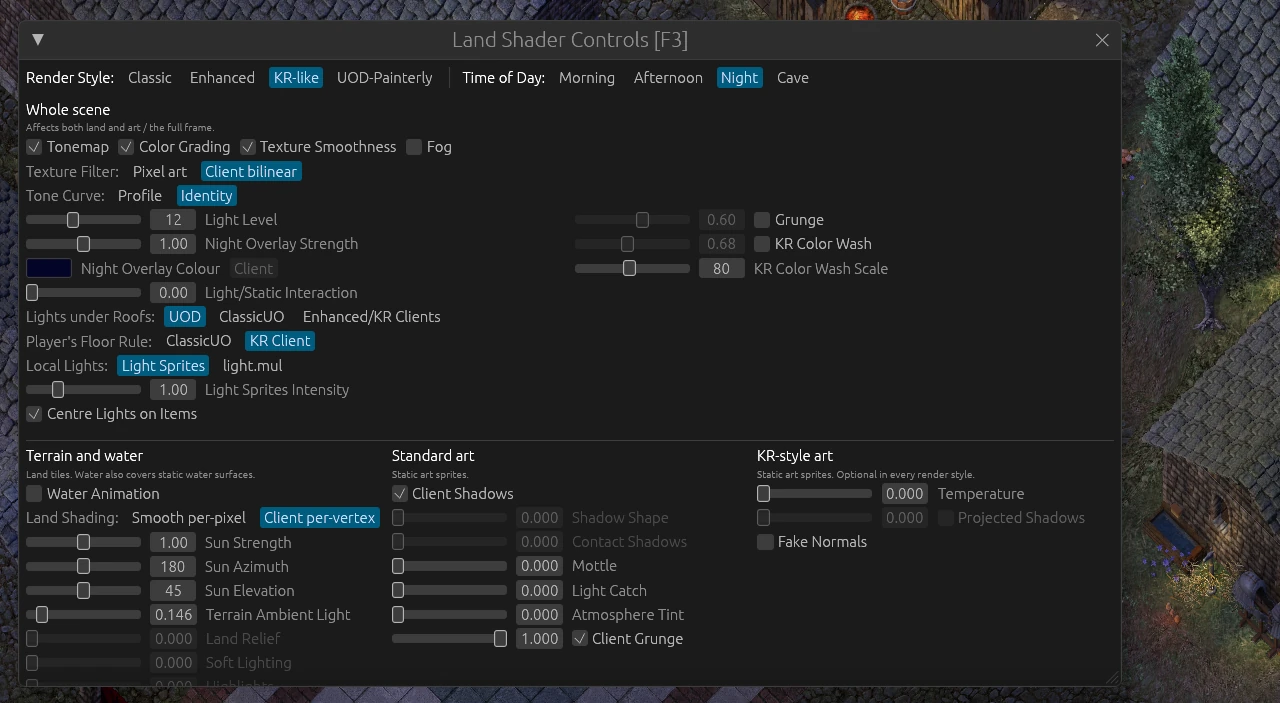 Land Shader Controls [F3]
Render Style: Classic Enhanced KR-like UOD-Painterly Time of Day: Morning Afternoon Night Cave
Whole scene
Affects both land and art / the full frame.
Tonemap Color Grading Texture Smoothness Fog
Texture Filter: Pixel art Client bilinear
Tone Curve: Profile Identity
12 Light Level 0.60 Grunge
1.00 Night Overlay Strength 0.68 KR Color Wash
Night Overlay Colour Client 80 KR Color Wash Scale
0.00 Light/Static Interaction
Lights under Roofs: UOD ClassicUO Enhanced/KR Clients
Player's Floor Rule: ClassicUO KR Client
Local Lights: Light Sprites light.mul
1.00 Light Sprites Intensity
Centre Lights on Items
Terrain and water
Land tiles. Water also covers static water surfaces.
Water Animation
Land Shading: Smooth per-pixel Client per-vertex
1.00 Sun Strength
180 Sun Azimuth
45 Sun Elevation
0.146 Terrain Ambient Light
0.000 Land Relief
0.000 Soft Lighting
0.000 Highlights
Standard art
Static art sprites.
Client Shadows
0.000 Shadow Shape
0.000 Contact Shadows
0.000 Mottle
0.000 Light Catch
0.000 Atmosphere Tint
1.000 Client Grunge
KR-style art
Static art sprites. Optional in every render style.
0.000 Temperature
0.000 Projected Shadows
Fake Normals